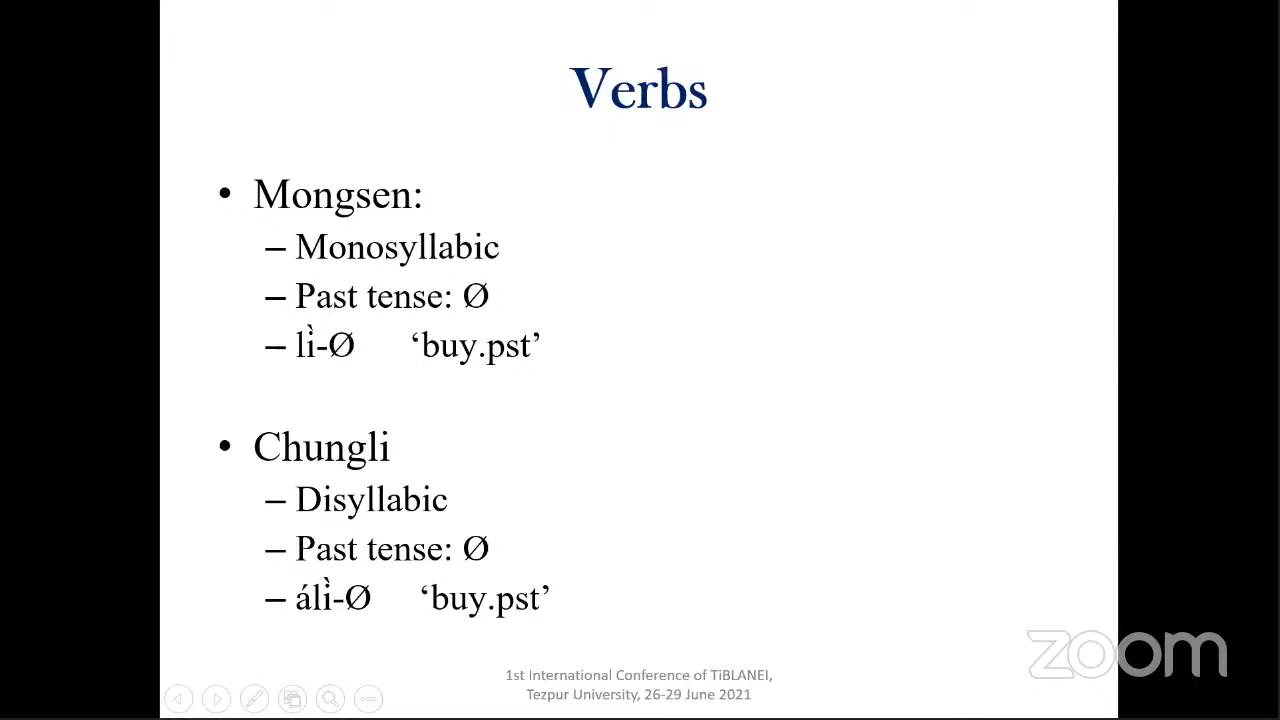 Verbs
• Mongsen:
– Monosyllabic
– Past tense: Ø
– lì-Ø ‘buy.pst’
• Chungli
– Disyllabic
– Past tense: Ø
– álì-Ø ‘buy.pst’
1st International Conference of TiBLANEI,
Tezpur University, 26-29 June 2021
zoom